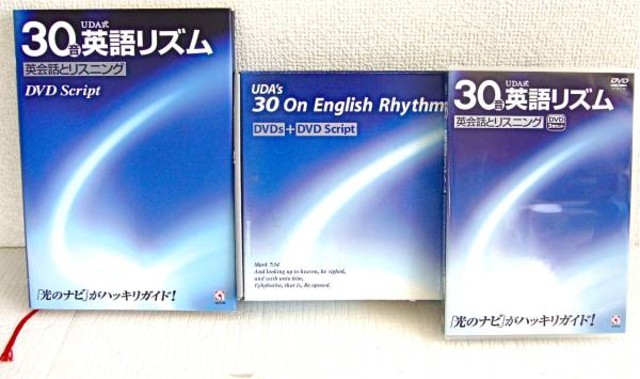 UDA式
30音英語リズム
英会話とリスニング
DVD Script
「光のナビ」がハッキリガイド!
UDA's
30 On English Rhythm
DVDs+DVD Script
Mark 7:34
And looking up to heaven, he sighed,
and saith unto him,
Ephphatha, that is, Be opened.
DVD
UDA式
30音英語リズム
英会話とリスニング DVD
「光のナビ」がハッキリガイド!